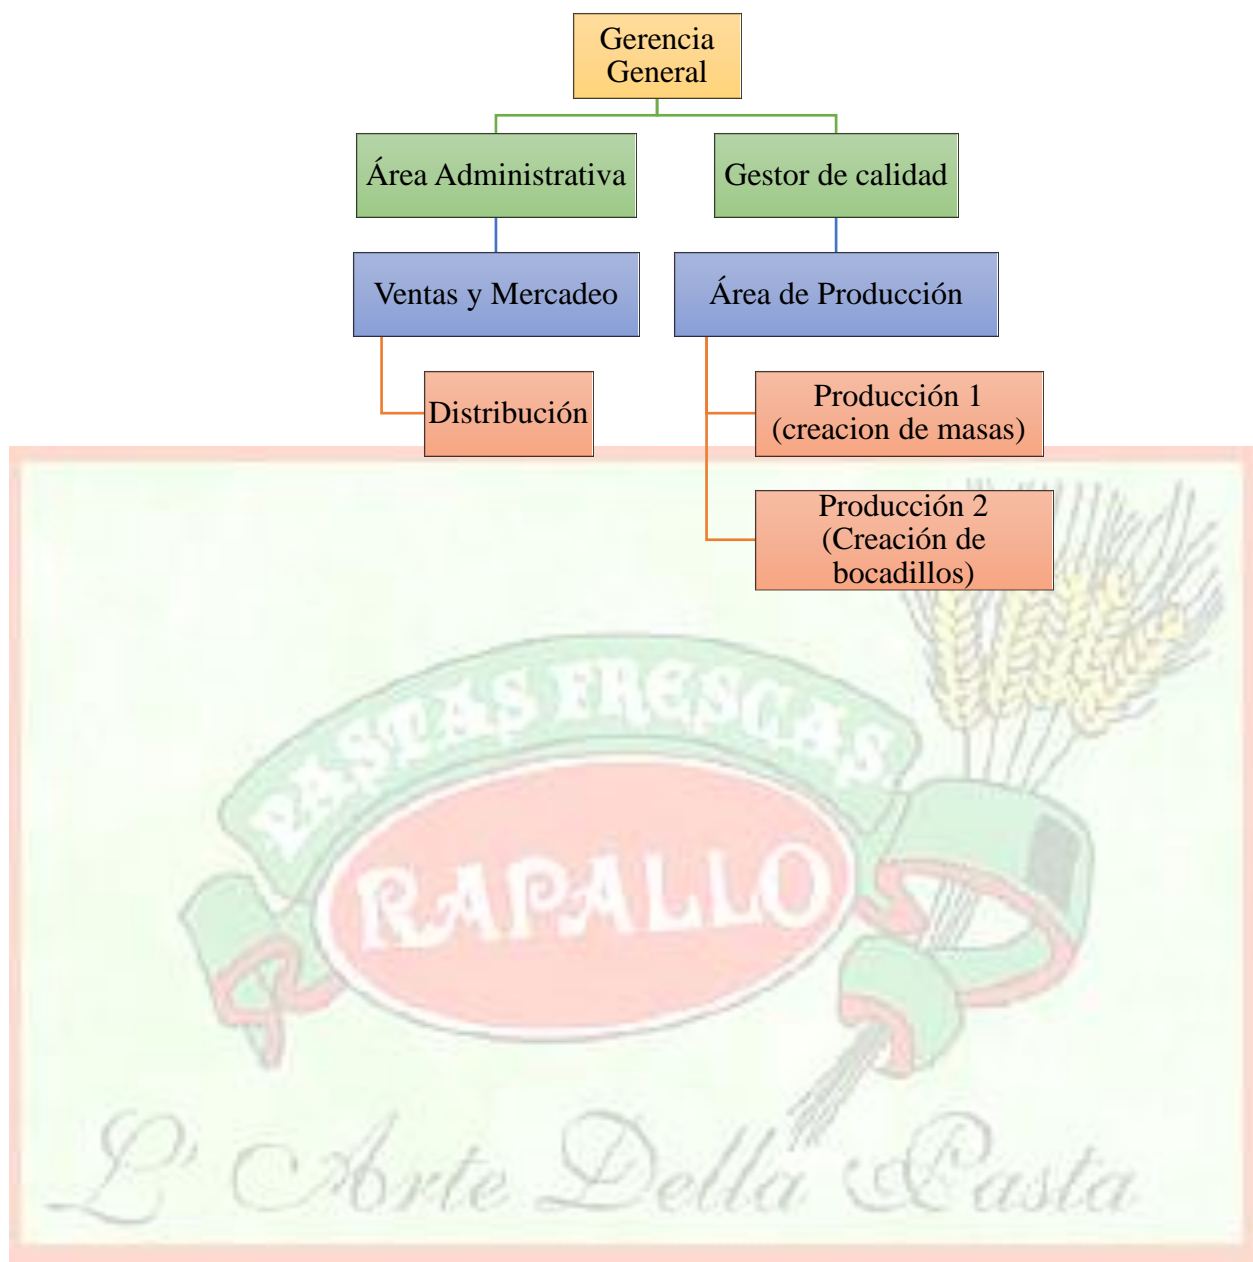 Gerencia
General
Área Administrativa
Gestor de calidad
Ventas y Mercadeo
Área de Producción
Distribución
Producción 1
(creacion de masas)
Producción 2
(Creación de
bocadillos)
PASTAS FRESCAS
RAPALLO
L' Arte Della Pasta